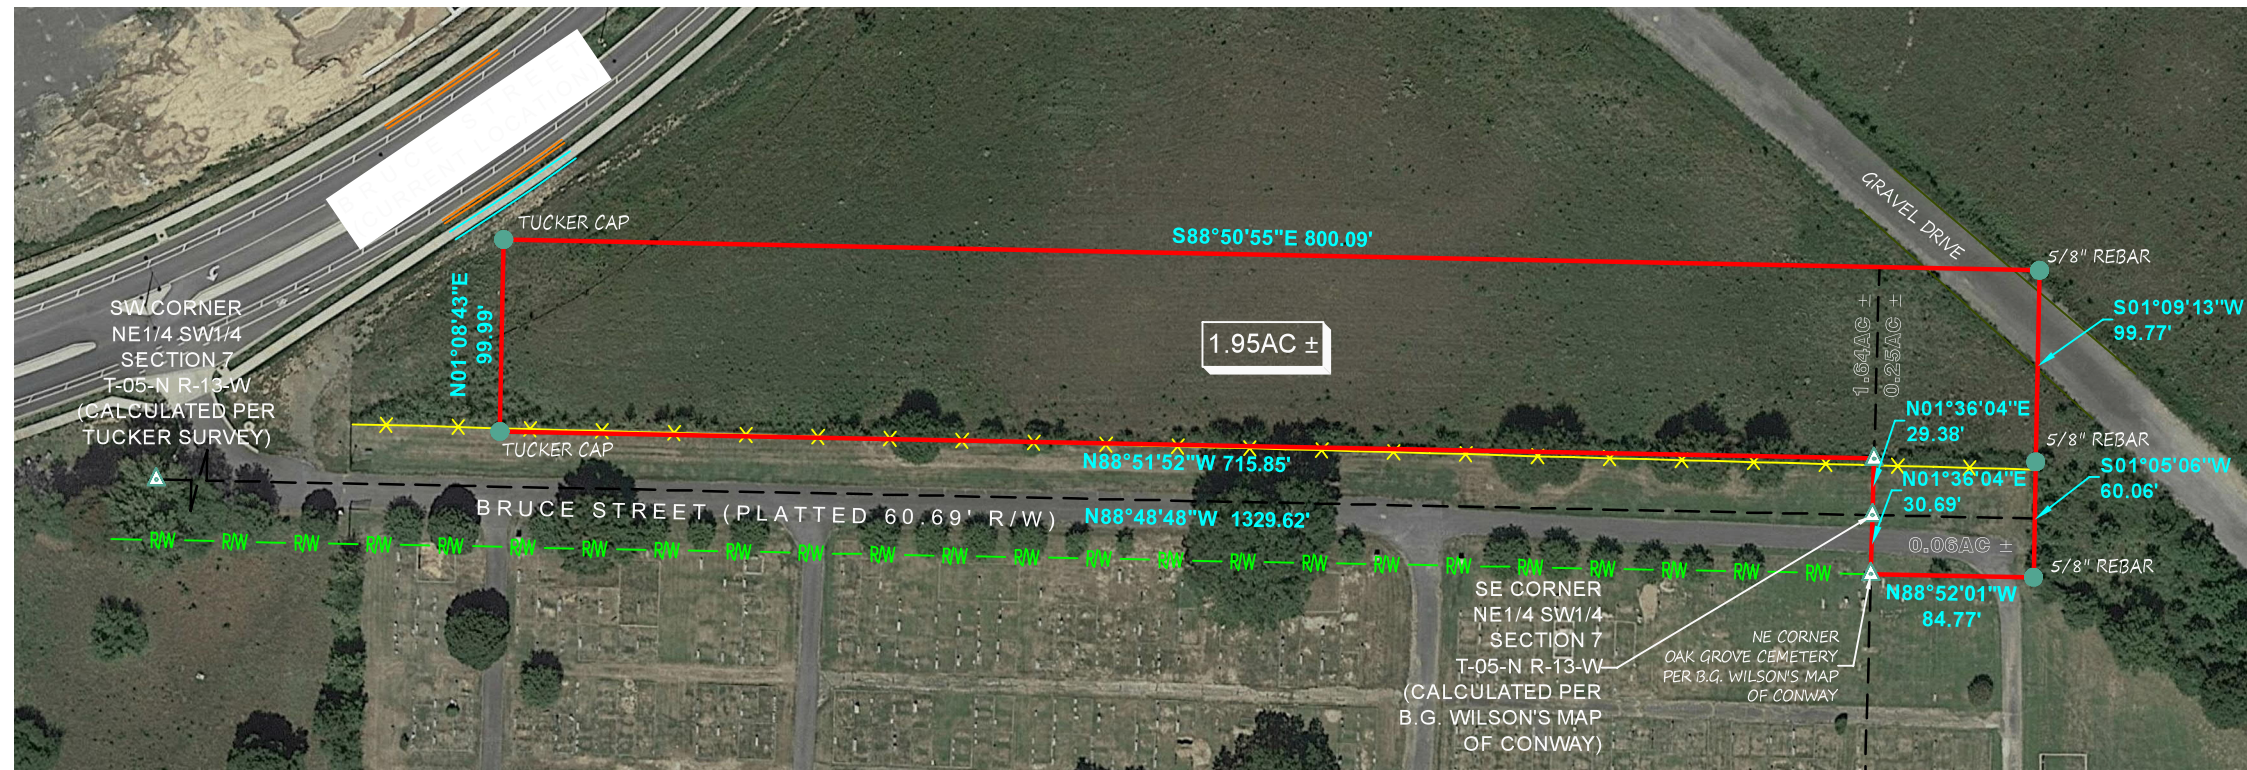 BRUCE STREET
(CURRENT LOCATION)
TUCKER CAP
S88°50'55"E 800.09'
GRAVEL DRIVE
5/8" REBAR
N01°08'43"E
99.99'
S01°09'13"W
99.77'
SW CORNER
NE1/4 SW1/4
SECTION 7
T-05-N R-13-W
(CALCULATED PER
TUCKER SURVEY)
1.95AC ±
1.64AC ±
0.25AC ±
N01°36'04"E
29.38'
TUCKER CAP
N88°51'52"W 715.85'
5/8" REBAR
S01°05'06"W
60.06'
N01°36'04"E
30.69'
BRUCE STREET (PLATTED 60.69' R/W)
N88°48'48"W 1329.62'
0.06AC ±
R/W R/W R/W R/W R/W R/W R/W R/W R/W R/W R/W R/W R/W R/W R/W R/W R/W R/W R/W R/W R/W R/W R/W R/W
5/8" REBAR
N88°52'01"W
84.77'
SE CORNER
NE1/4 SW1/4
SECTION 7
T-05-N R-13-W
(CALCULATED PER
B.G. WILSON'S MAP
OF CONWAY)
NE CORNER
OAK GROVE CEMETERY
PER B.G. WILSON'S MAP
OF CONWAY